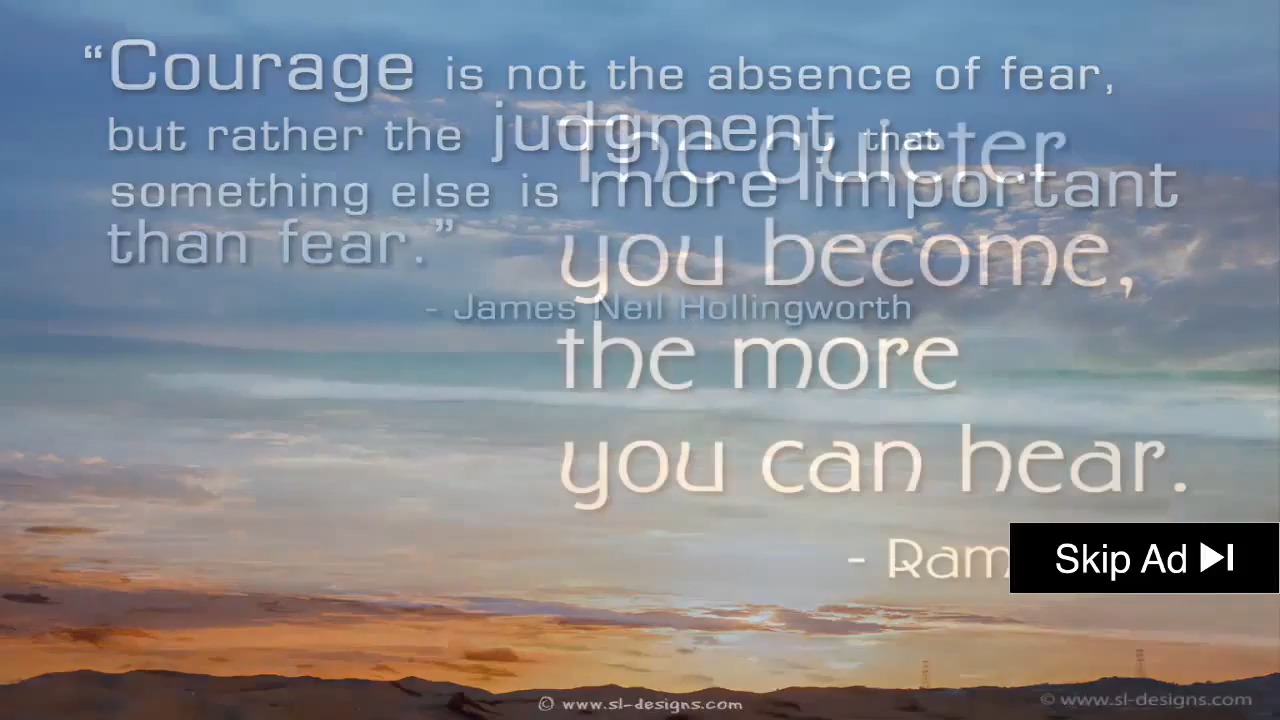 “Courage is not the absence of fear,
but rather the judgment, that
something else is more important
than fear.”
- James Neil Hollingworth
The quieter
you become,
the more
you can hear.
- Ram
Skip Ad
© www.sl-designs.com
© www.sl-designs.com